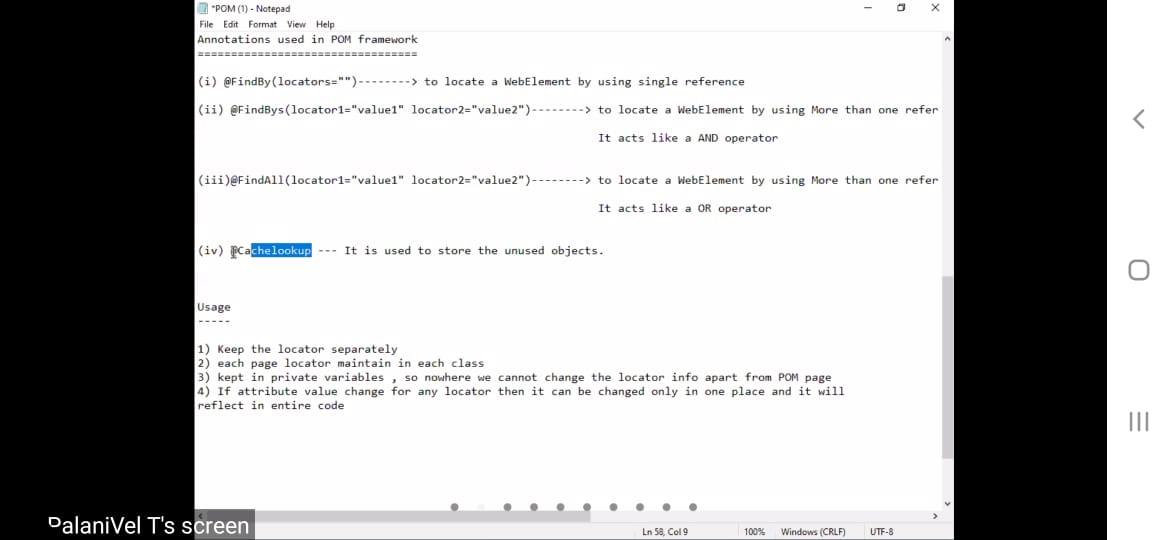 *POM (1) - Notepad
File Edit Format View Help
Annotations used in POM framework
=================================
(i) @FindBy(locators="")--------> to locate a WebElement by using single reference
(ii) @FindBys(locator1="value1" locator2="value2")--------> to locate a WebElement by using More than one refer
It acts like a AND operator
(iii)@FindAll(locator1="value1" locator2="value2")--------> to locate a WebElement by using More than one refer
It acts like a OR operator
(iv) @Cachelookup --- It is used to store the unused objects.
Usage
-----
1) Keep the locator separately
2) each page locator maintain in each class
3) kept in private variables , so nowhere we cannot change the locator info apart from POM page
4) If attribute value change for any locator then it can be changed only in one place and it will
reflect in entire code
PalaniVel T's screen
Ln 58, Col 9 100% Windows (CRLF) UTF-8